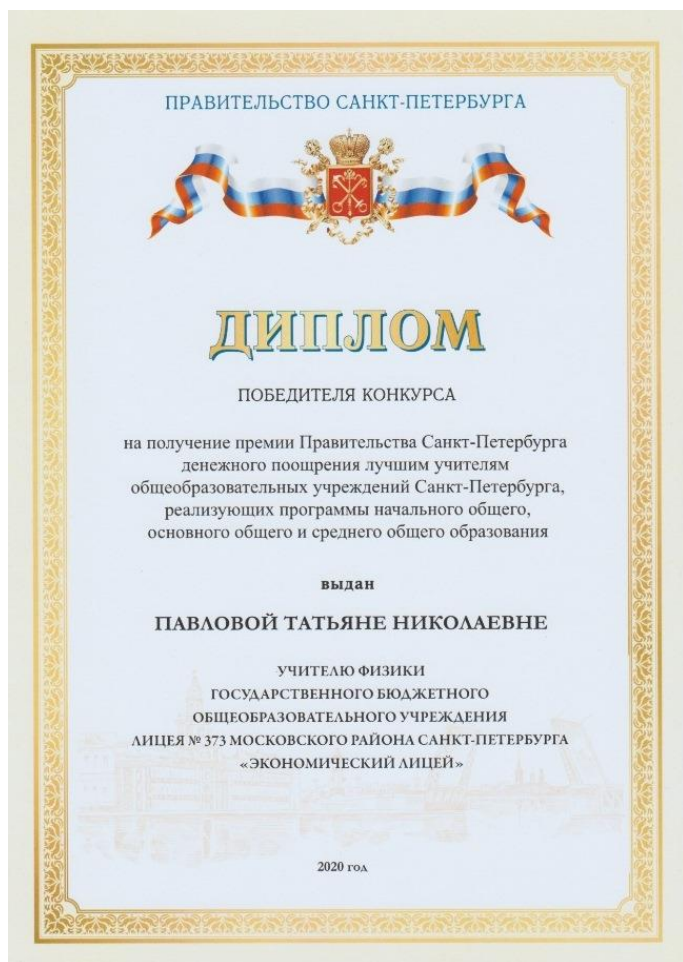 ПРАВИТЕЛЬСТВО САНКТ-ПЕТЕРБУРГА
ДИПЛОМ
ПОБЕДИТЕЛЯ КОНКУРСА
на получение премии Правительства Санкт-Петербурга
денежного поощрения лучшим учителям
общеобразовательных учреждений Санкт-Петербурга,
реализующих программы начального общего,
основного общего и среднего общего образования
выдан
ПАВЛОВОЙ ТАТЬЯНЕ НИКОЛАЕВНЕ
УЧИТЕЛЮ ФИЗИКИ
ГОСУДАРСТВЕННОГО БЮДЖЕТНОГО
ОБЩЕОБРАЗОВАТЕЛЬНОГО УЧРЕЖДЕНИЯ
ЛИЦЕЯ № 373 МОСКОВСКОГО РАЙОНА САНКТ-ПЕТЕРБУРГА
«ЭКОНОМИЧЕСКИЙ ЛИЦЕЙ»
2020 год